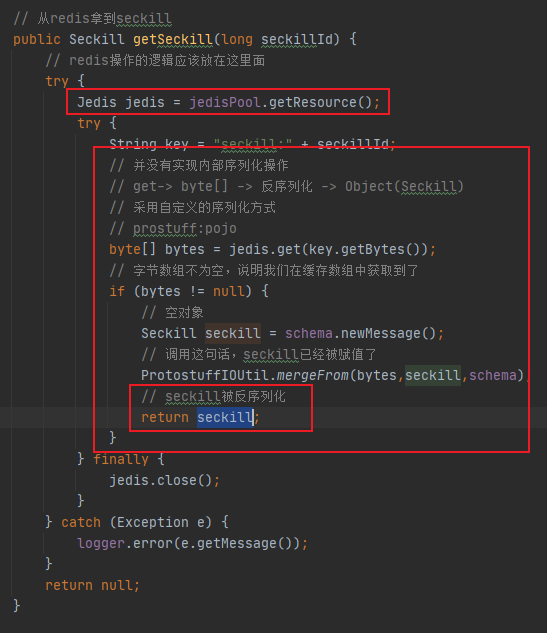 // 从redis拿到seckill
public Seckill getSeckill(long seckillId) {
// redis操作的逻辑应该放在这里面
try {
Jedis jedis = jedisPool.getResource();
try {
String key = "seckill:" + seckillId;
// 并没有实现内部序列化操作
// get-> byte[] -> 反序列化 -> Object(Seckill)
// 采用自定义的序列化方式
// prostuff:pojo
byte[] bytes = jedis.get(key.getBytes());
// 字节数组不为空，说明我们在缓存数组中获取到了
if (bytes != null) {
// 空对象
Seckill seckill = schema.newMessage();
// 调用这句话，seckill已经被赋值了
ProtostuffIOUtil.mergeFrom(bytes,seckill,schema)
// seckill被反序列化
return seckill;
}
} finally {
jedis.close();
}
} catch (Exception e) {
logger.error(e.getMessage());
}
return null;
}